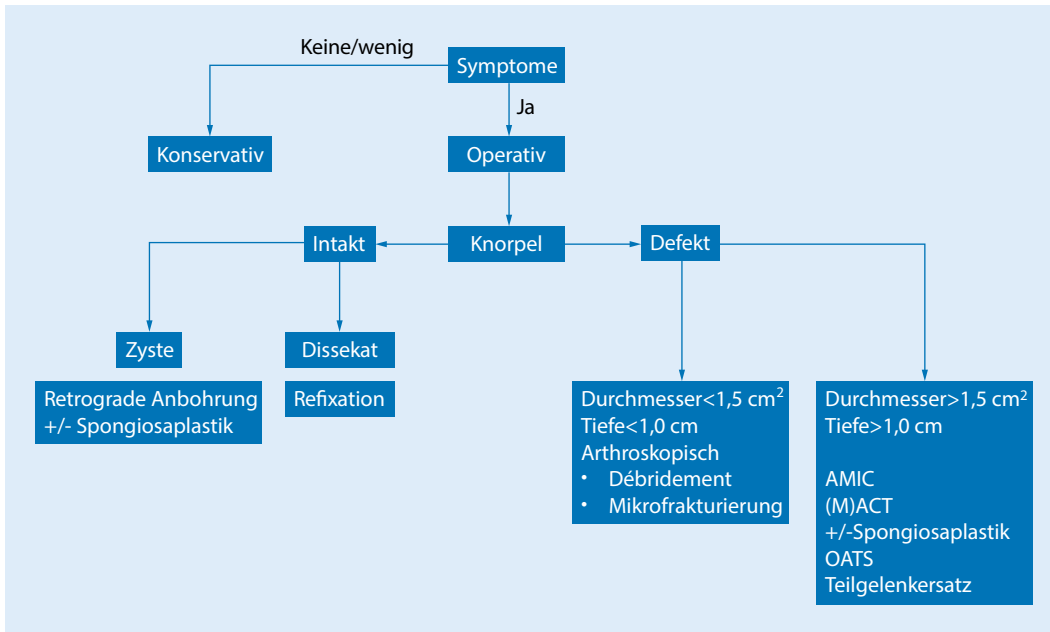 Keine/wenig
Symptome
Ja
Konservativ
Operativ
Intakt
Knorpel
Defekt
Zyste
Dissekat
Retrograde Anbohrung
+/- Spongiosaplastik
Refixation
Durchmesser<1,5 cm²
Tiefe<1,0 cm
Arthroskopisch
• Débridement
• Mikrofrakturierung
Durchmesser>1,5 cm²
Tiefe>1,0 cm
AMIC
(M)ACT
+/-Spongiosaplastik
OATS
Teilgelenkersatz